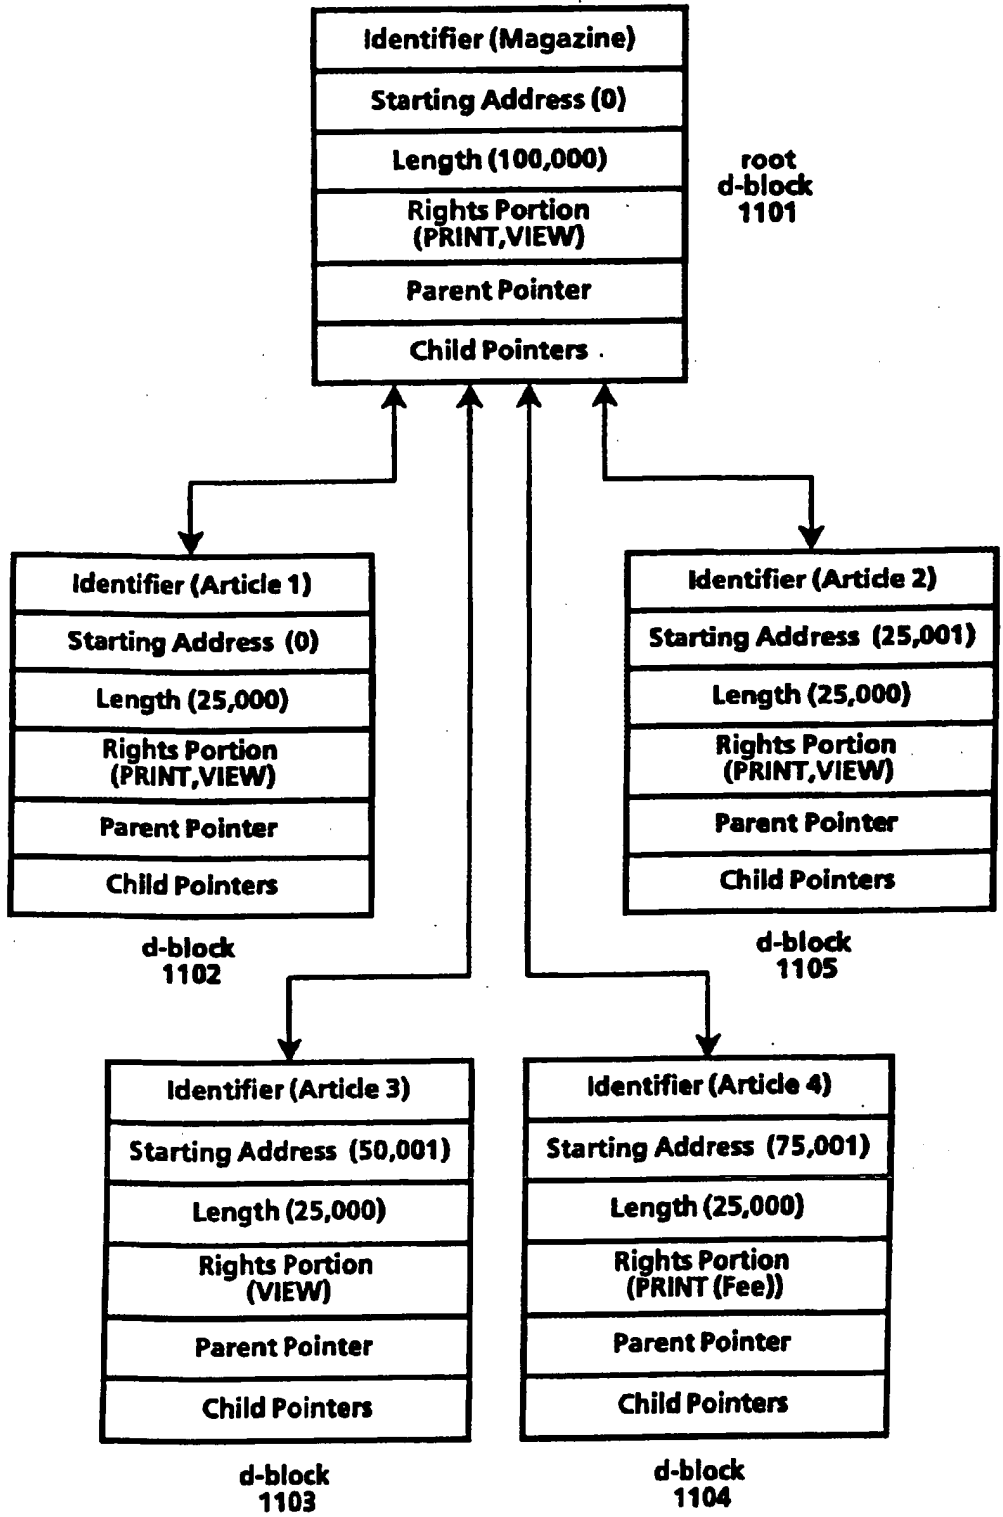 Identifier (Magazine)
Starting Address (0)
Length (100,000)
Rights Portion
(PRINT,VIEW)
Parent Pointer
Child Pointers
root
d-block
1101
Identifier (Article 1)
Starting Address (0)
Length (25,000)
Rights Portion
(PRINT,VIEW)
Parent Pointer
Child Pointers
d-block
1102
Identifier (Article 2)
Starting Address (25,001)
Length (25,000)
Rights Portion
(PRINT,VIEW)
Parent Pointer
Child Pointers
d-block
1105
Identifier (Article 3)
Starting Address (50,001)
Length (25,000)
Rights Portion
(VIEW)
Parent Pointer
Child Pointers
d-block
1103
Identifier (Article 4)
Starting Address (75,001)
Length (25,000)
Rights Portion
(PRINT (Fee))
Parent Pointer
Child Pointers
d-block
1104